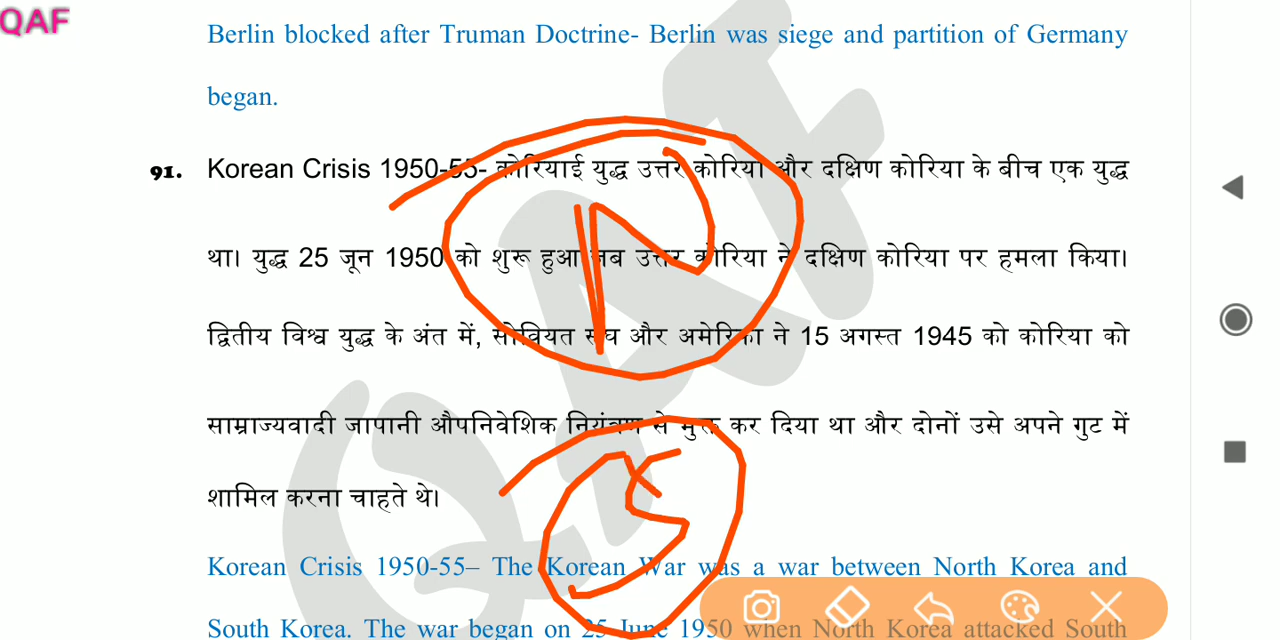 QAF
Berlin blocked after Truman Doctrine- Berlin was siege and partition of Germany
began.
91. Korean Crisis 1950-55- कोरियाई युद्ध उत्तर कोरिया और दक्षिण कोरिया के बीच एक युद्ध
था। युद्ध 25 जून 1950 को शुरू हुआ जब उत्तर कोरिया ने दक्षिण कोरिया पर हमला किया।
द्वितीय विश्व युद्ध के अंत में, सोवियत संघ और अमेरिका ने 15 अगस्त 1945 को कोरिया को
साम्राज्यवादी जापानी औपनिवेशिक नियंत्रण से मुक्त कर दिया था और दोनों उसे अपने गुट में
शामिल करना चाहते थे।
N
S
Korean Crisis 1950-55– The Korean War was a war between North Korea and
South Korea. The war began on 25 June 1950 when North Korea attacked South
QAF